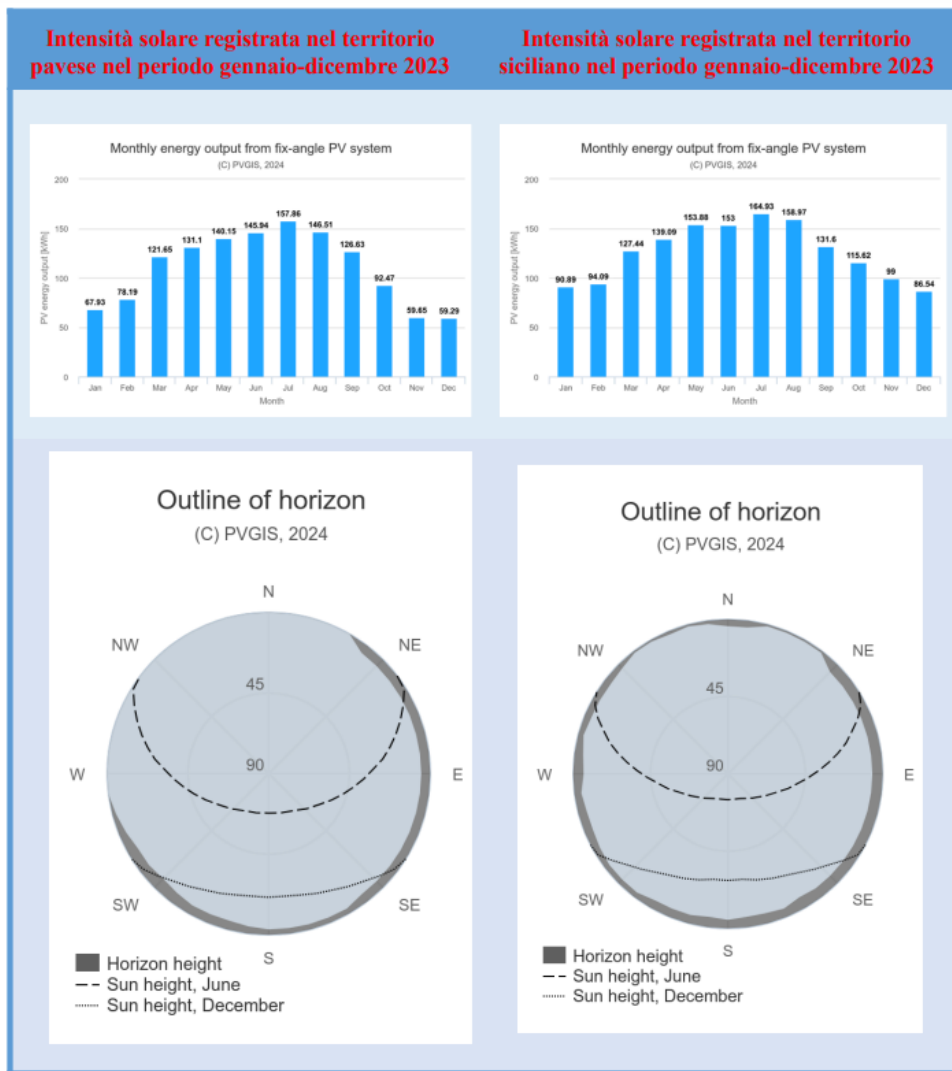 Intensità solare registrata nel territorio
pavese nel periodo gennaio-dicembre 2023
Intensità solare registrata nel territorio
siciliano nel periodo gennaio-dicembre 2023
Monthly energy output from fix-angle PV system
(C) PVGIS, 2024
PV energy output [kWh]
200
150
100
50
0
67.93
78.19
121.65
131.1
140.15
145.94
157.86
146.51
126.63
92.47
59.65
59.29
Jan Feb Mar Apr May Jun Jul Aug Sep Oct Nov Dec
Month
Monthly energy output from fix-angle PV system
(C) PVGIS, 2024
PV energy output [kWh]
200
150
100
50
0
90.89
94.09
127.44
139.09
153.88
153
164.93
158.97
131.6
115.62
99
86.54
Jan Feb Mar Apr May Jun Jul Aug Sep Oct Nov Dec
Month
Outline of horizon
(C) PVGIS, 2024
N
NW NE
45
W 90 E
SW SE
S
Horizon height
Sun height, June
Sun height, December
Outline of horizon
(C) PVGIS, 2024
N
NW NE
45
W 90 E
SW SE
S
Horizon height
Sun height, June
Sun height, December